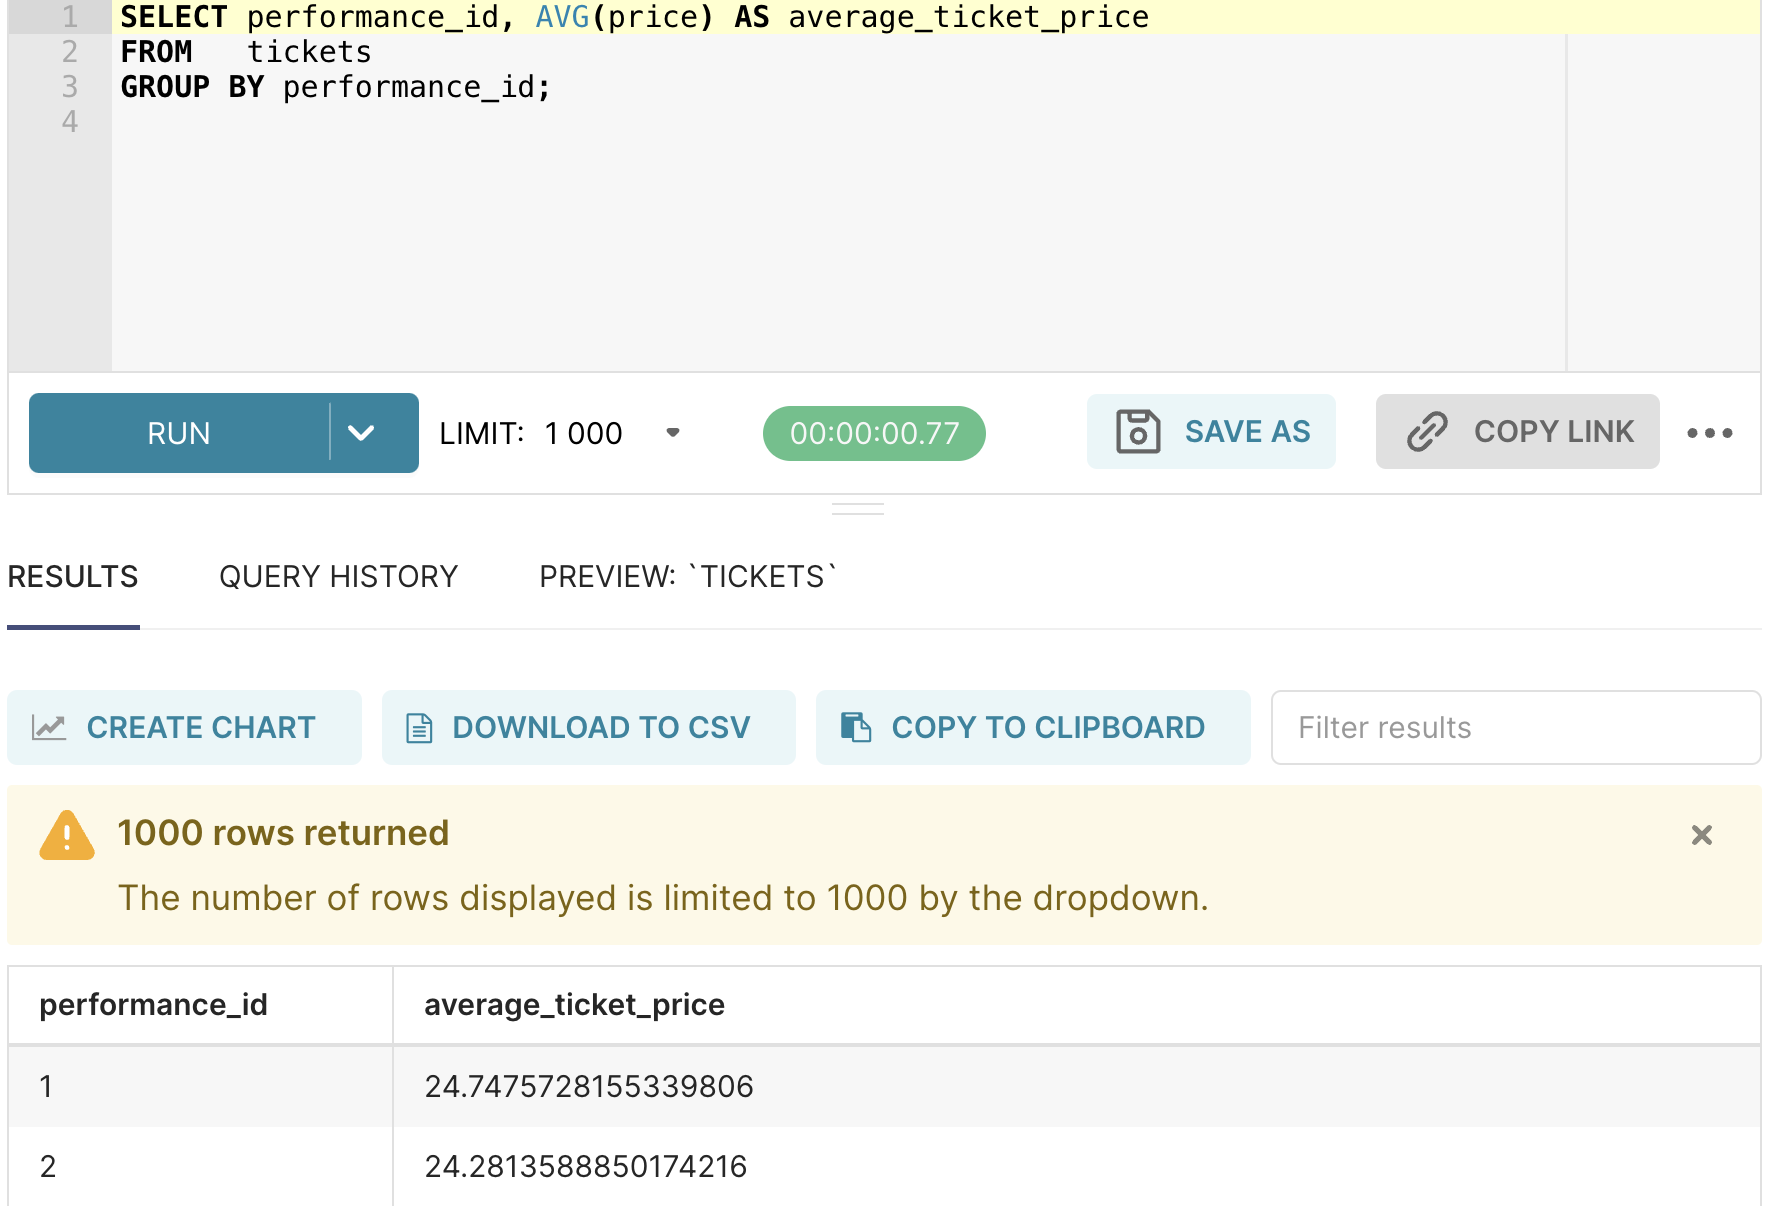 1 SELECT performance_id, AVG(price) AS average_ticket_price
2 FROM   tickets
3 GROUP BY performance_id;
4
RUN LIMIT: 1 000 00:00:00.77 SAVE AS COPY LINK
RESULTS QUERY HISTORY PREVIEW: `TICKETS`
CREATE CHART DOWNLOAD TO CSV COPY TO CLIPBOARD Filter results
1000 rows returned
The number of rows displayed is limited to 1000 by the dropdown.
performance_id average_ticket_price
1 24.7475728155339806
2 24.2813588850174216